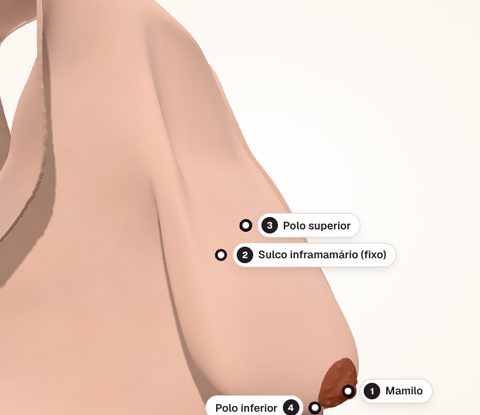 3 Polo superior
2 Sulco inframamário (fixo)
1 Mamilo
Polo inferior 4